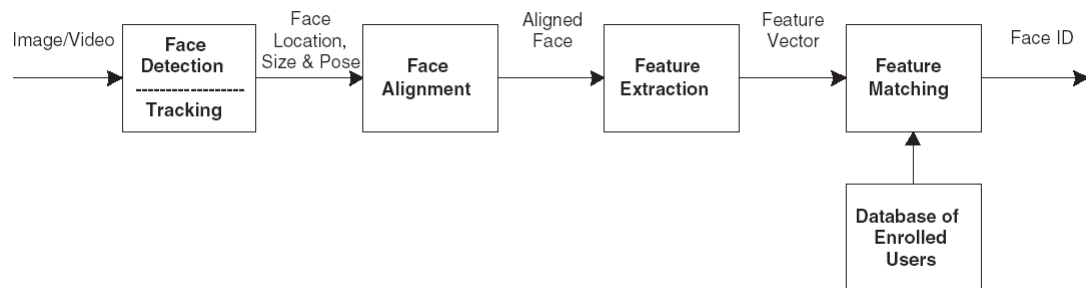 Image/Video
Face
Detection
Tracking
Face
Location,
Size & Pose
Face
Alignment
Aligned
Face
Feature
Extraction
Feature
Vector
Feature
Matching
Face ID
Database of
Enrolled
Users